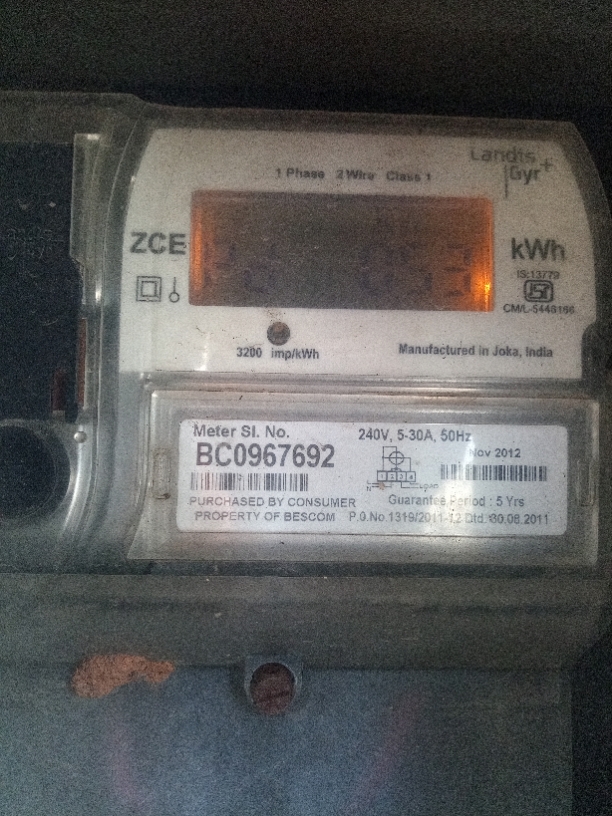 Landis
Gyr+
1 Phase 2 Wire Class 1
ZCE
kWh
IS:13779
ISI
CM/L-5448166
3200 imp/kWh
Manufactured in Joka, India
Meter Sl. No.
240V, 5-30A, 50Hz
BC0967692
Nov 2012
PURCHASED BY CONSUMER
Guarantee Period : 5 Yrs
PROPERTY OF BESCOM
P.O.No.1319/2011-12 Dtd.:30.08.2011